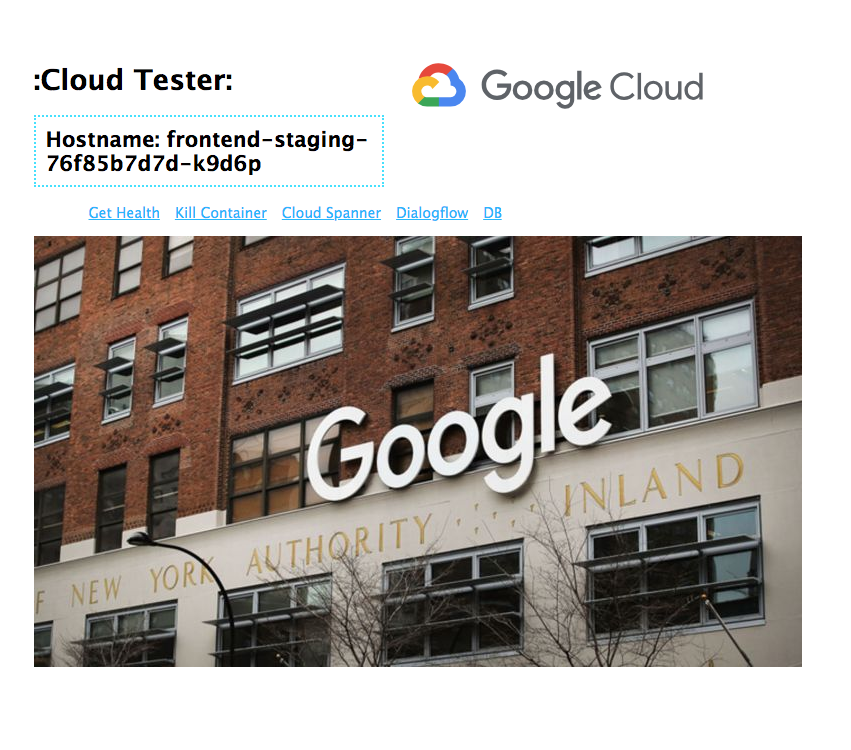 :Cloud Tester:
Google Cloud
Hostname: frontend-staging-
76f85b7d7d-k9d6p
Get Health Kill Container Cloud Spanner Dialogflow DB
Google
F NEW YORK AUTHORITY INLAND